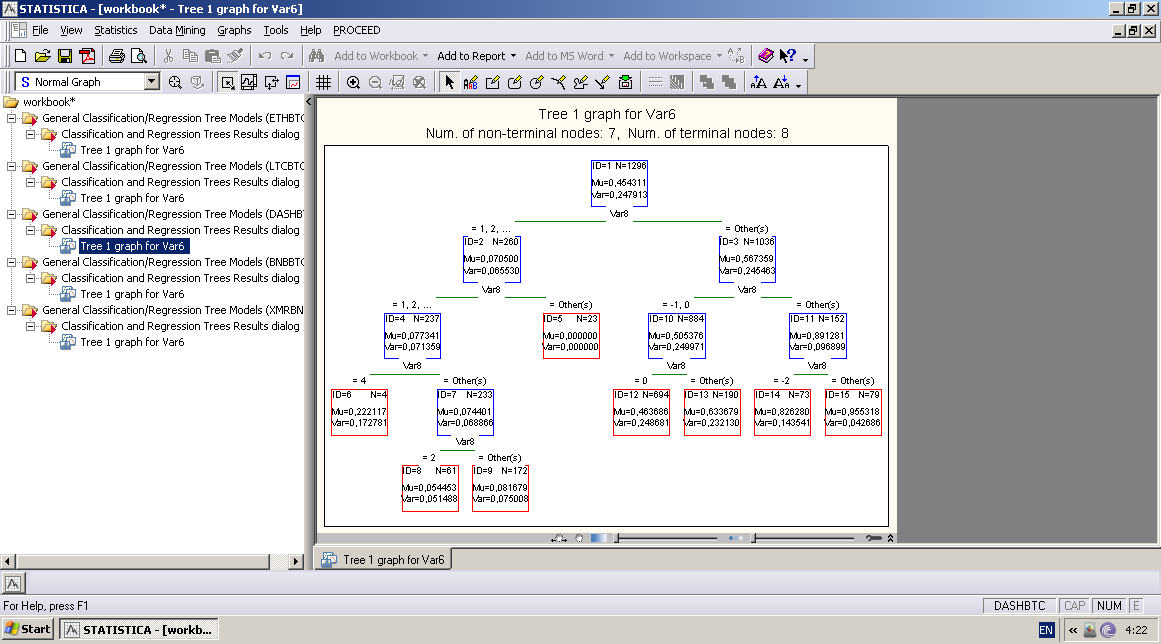 STATISTICA - [workbook* - Tree 1 graph for Var6]
File View Statistics Data Mining Graphs Tools Help PROCEED
Add to Workbook Add to Report Add to MS Word Add to Workspace
Normal Graph
workbook*
General Classification/Regression Tree Models (ETHBTC
Classification and Regression Trees Results dialog
Tree 1 graph for Var6
General Classification/Regression Tree Models (LTCBTC
Classification and Regression Trees Results dialog
Tree 1 graph for Var6
General Classification/Regression Tree Models (DASHB
Classification and Regression Trees Results dialog
Tree 1 graph for Var6
General Classification/Regression Tree Models (BNBBTC
Classification and Regression Trees Results dialog
Tree 1 graph for Var6
General Classification/Regression Tree Models (XMRBN
Classification and Regression Trees Results dialog
Tree 1 graph for Var6
Tree 1 graph for Var6
Num. of non-terminal nodes: 7, Num. of terminal nodes: 8
ID=1 N=1296
Mu=0,454311
Var=0,247913
Var8
= 1, 2, ... = Other(s)
ID=2 N=260 ID=3 N=1036
Mu=0,070500 Mu=0,567359
Var=0,065530 Var=0,245463
Var8 Var8
= 1, 2, ... = Other(s) = -1, 0 = Other(s)
ID=4 N=237 ID=5 N=23 ID=10 N=884 ID=11 N=152
Mu=0,077341 Mu=0,000000 Mu=0,505376 Mu=0,891281
Var=0,071359 Var=0,000000 Var=0,249971 Var=0,096899
Var8 Var8 Var8
= 4 = Other(s) = 0 = Other(s) = -2 = Other(s)
ID=6 N=4 ID=7 N=233 ID=12 N=694 ID=13 N=190 ID=14 N=73 ID=15 N=79
Mu=0,222117 Mu=0,074401 Mu=0,463686 Mu=0,633679 Mu=0,826280 Mu=0,955318
Var=0,172781 Var=0,068866 Var=0,248681 Var=0,232130 Var=0,143541 Var=0,042686
Var8
= 2 = Other(s)
ID=8 N=61 ID=9 N=172
Mu=0,054453 Mu=0,081679
Var=0,051488 Var=0,075008
Tree 1 graph for Var6
For Help, press F1 DASHBTC CAP NUM E
Start STATISTICA - [workb... EN « 4:22